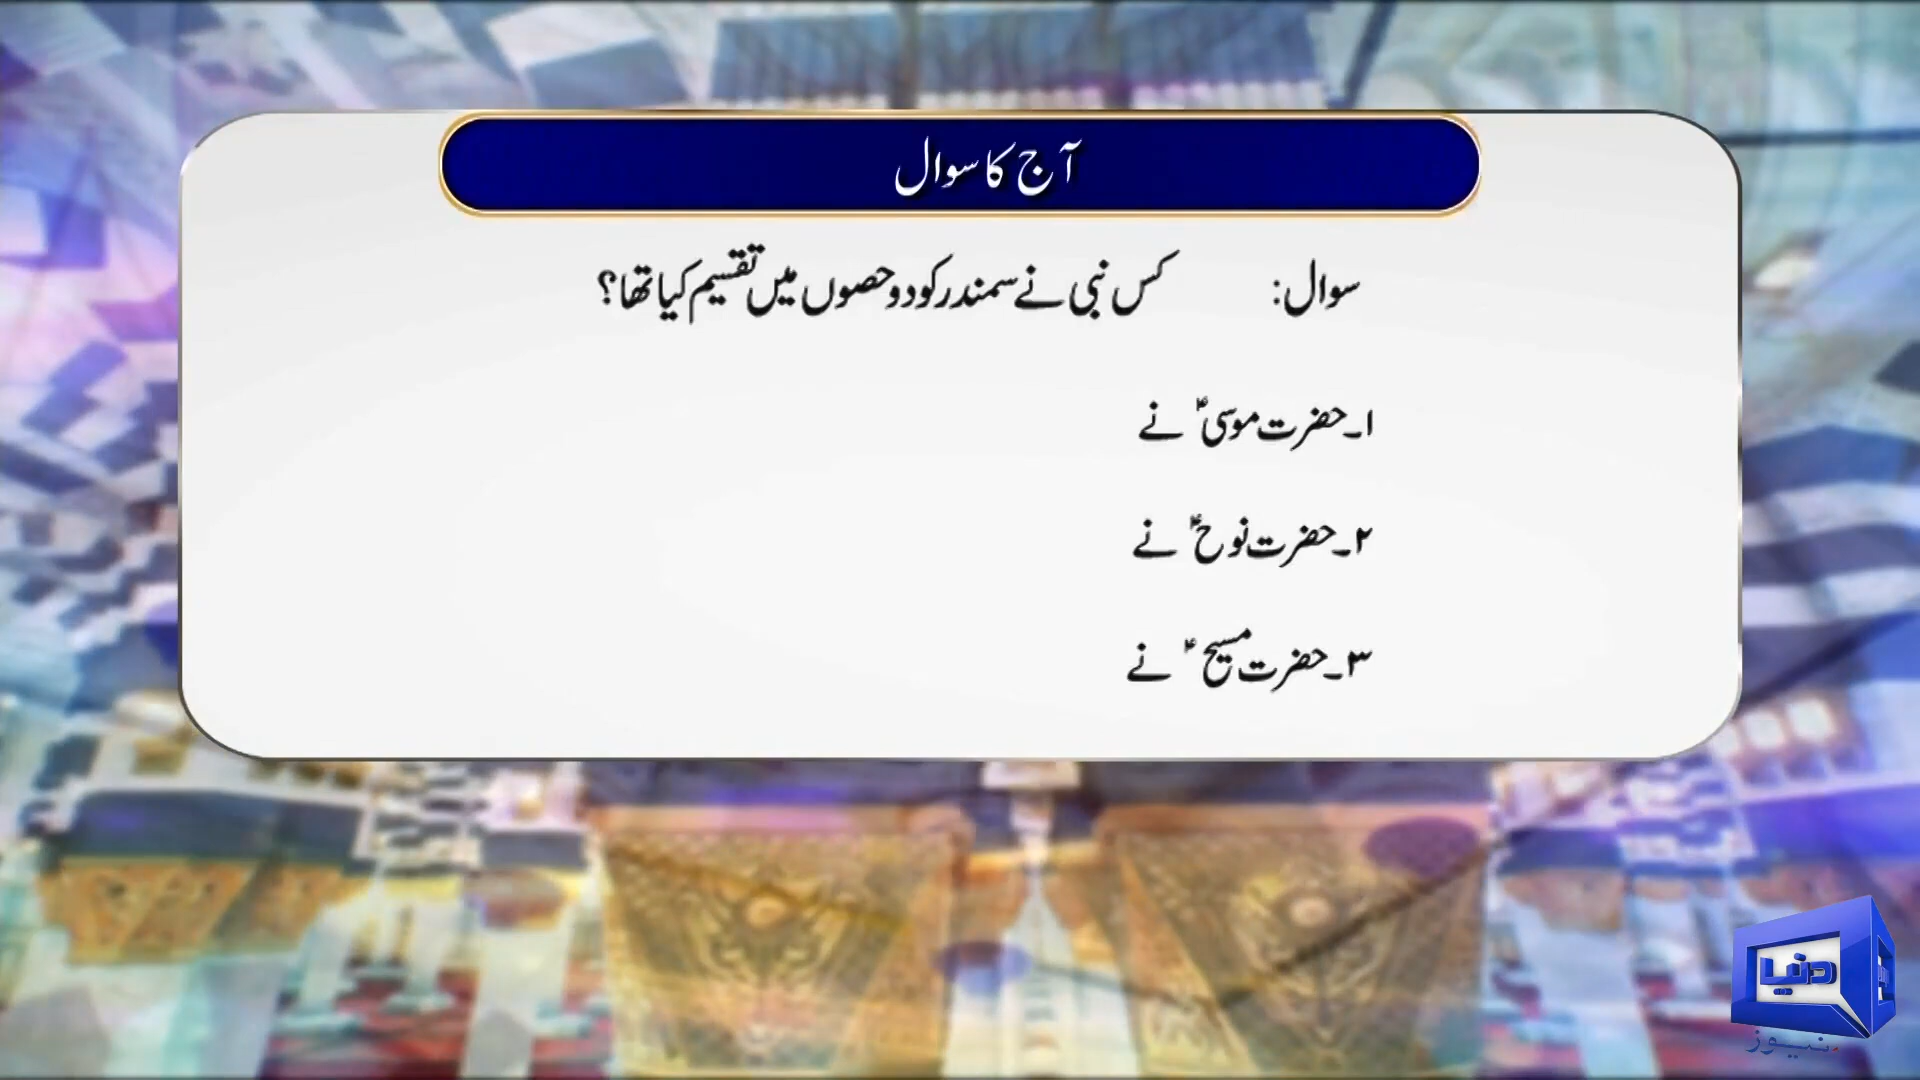 آج کا سوال
سوال: کس نبی نے سمندر کو دو حصوں میں تقسیم کیا تھا؟
۱۔ حضرت موسیؑ نے
۲۔ حضرت نوحؑ نے
۳۔ حضرت مسیحؑ نے
دنیا
نیوز